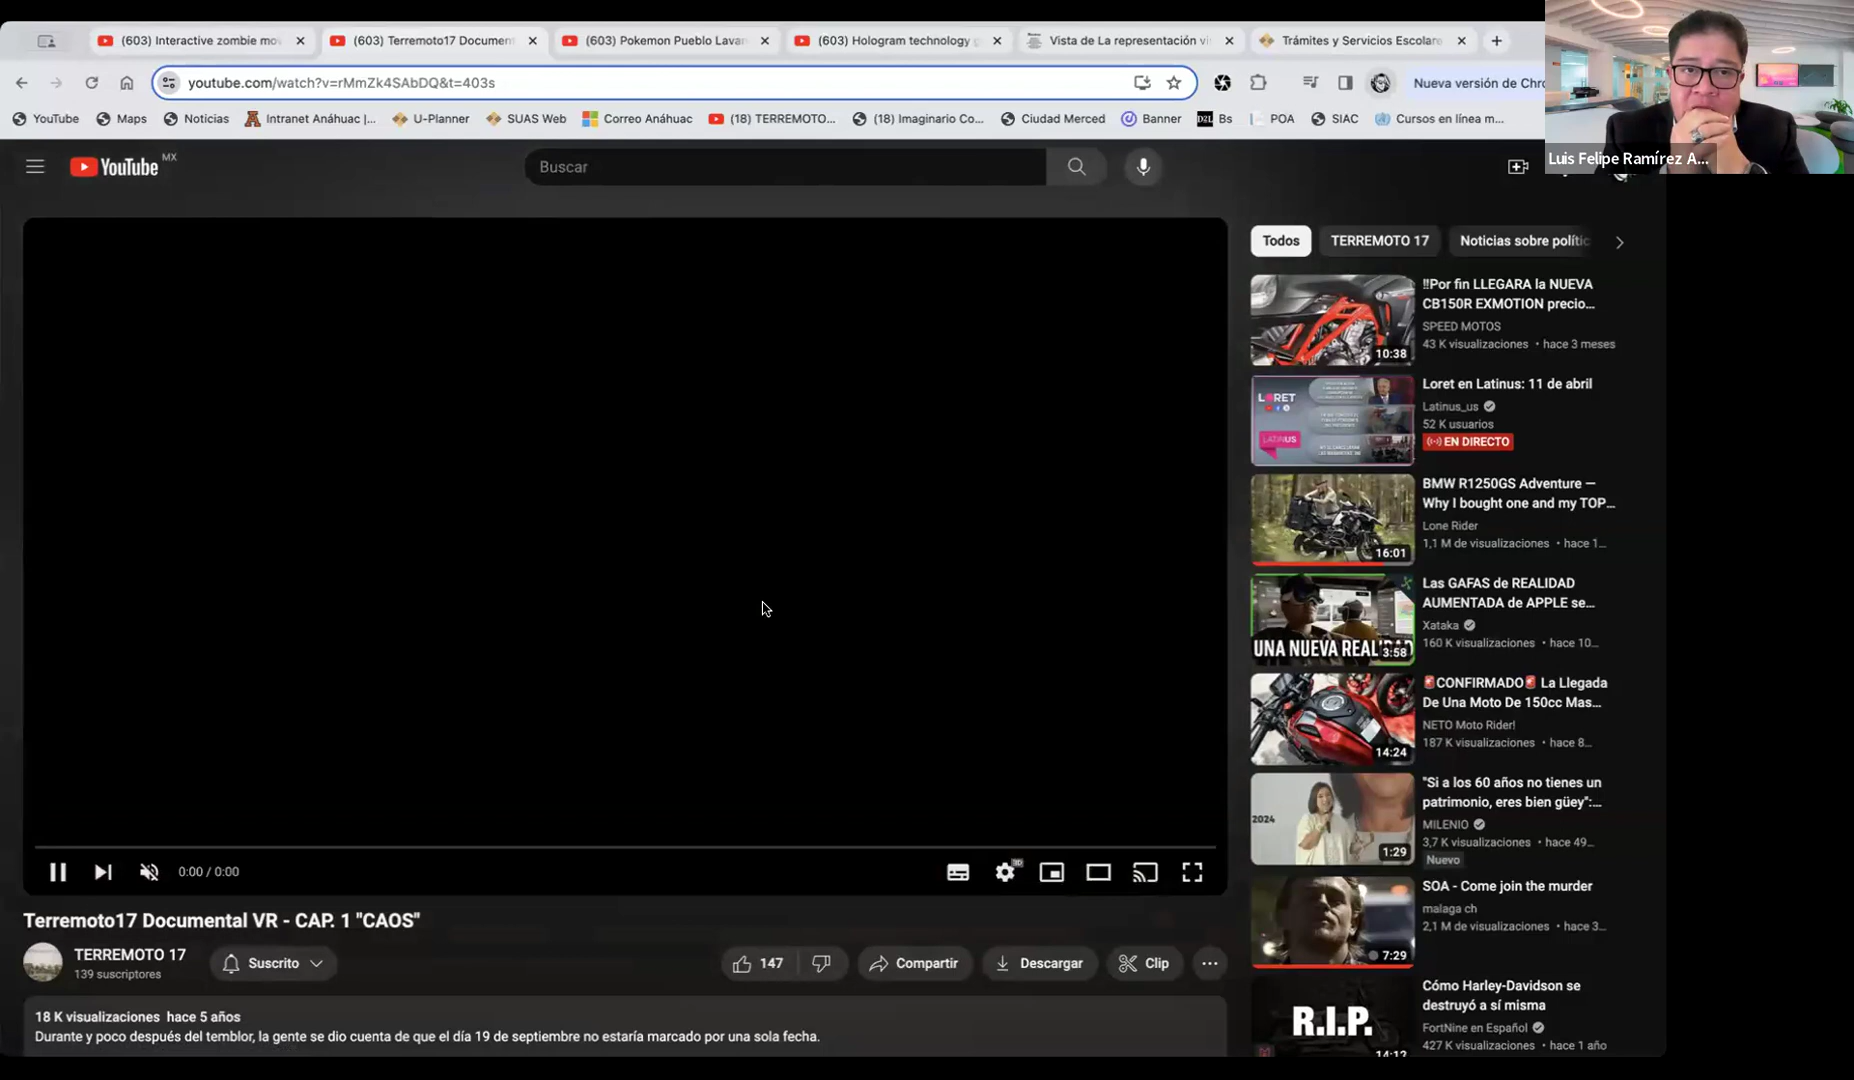 (603) Interactive zombie mo
(603) Terremoto17 Documen
(603) Pokemon Pueblo Lava
(603) Hologram technology
Vista de La representación vi
Trámites y Servicios Escolare
youtube.com/watch?v=rMmZk4SAbDQ&t=403s
Nueva versión de Chr
YouTube
Maps
Noticias
Intranet Anáhuac |...
U-Planner
SUAS Web
Correo Anáhuac
(18) TERREMOTO...
(18) Imaginario Co...
Ciudad Merced
Banner
D2L Bs
POA
SIAC
Cursos en línea m...
Luis Felipe Ramírez A...
YouTube MX
Buscar
Todos
TERREMOTO 17
Noticias sobre polític
!!Por fin LLEGARA la NUEVA
CB150R EXMOTION precio...
SPEED MOTOS
43 K visualizaciones • hace 3 meses
10:38
LORET
LATINUS
Loret en Latinus: 11 de abril
Latinus_us
52 K usuarios
EN DIRECTO
BMW R1250GS Adventure —
Why I bought one and my TOP...
Lone Rider
1,1 M de visualizaciones • hace 1...
16:01
Las GAFAS de REALIDAD
AUMENTADA de APPLE se...
Xataka
160 K visualizaciones • hace 10...
UNA NUEVA REALIDAD
3:58
🚨CONFIRMADO🚨 La Llegada
De Una Moto De 150cc Mas...
NETO Moto Rider!
187 K visualizaciones • hace 8...
14:24
"Si a los 60 años no tienes un
patrimonio, eres bien güey":...
MILENIO
3,7 K visualizaciones • hace 49...
Nuevo
2024
1:29
SOA - Come join the murder
malaga ch
2,1 M de visualizaciones • hace 3...
7:29
Cómo Harley-Davidson se
destruyó a sí misma
FortNine en Español
427 K visualizaciones • hace 1 año
R.I.P.
14:12
0:00 / 0:00
Terremoto17 Documental VR - CAP. 1 "CAOS"
TERREMOTO 17
139 suscriptores
Suscrito
147
Compartir
Descargar
Clip
18 K visualizaciones hace 5 años
Durante y poco después del temblor, la gente se dio cuenta de que el día 19 de septiembre no estaría marcado por una sola fecha.